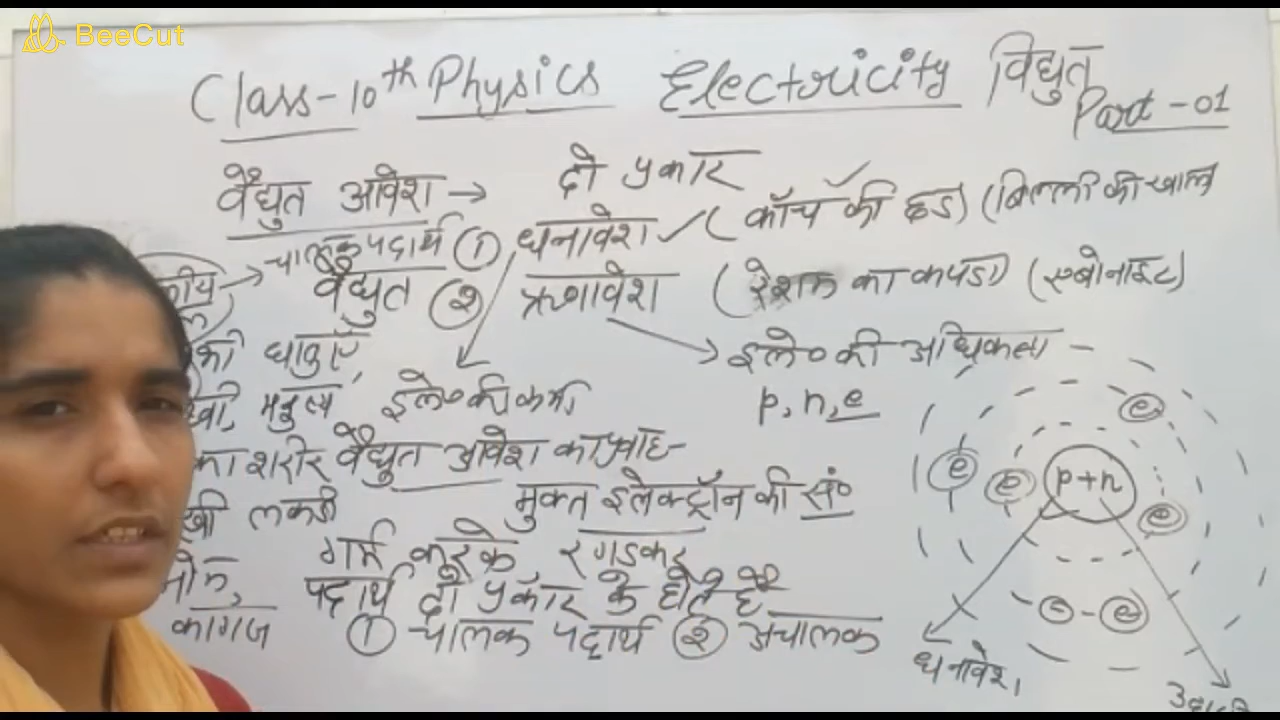 BeeCut
Class-10th Physics Electricity विद्युत
Part-01
वैद्युत आवेश → दो प्रकार
① धनावेश ✓ (काँच की छड) (बिल्ली की खाल
चालक पदार्थ
वैद्युत ② ऋणावेश (रेशम का कपडा) (एबोनाइट)
धातुएँ, इले० की अधिकता
मनुष्य इले० की कमी p, n, e
का शरीर वैद्युत आवेश का प्रवाह-
लकडी मुक्त इलेक्ट्रॉन की सं०
गर्म करके रगडकर
पदार्थ दो प्रकार के होते है
कागज ① चालक पदार्थ ② अचालक
e
e e p+n e
- e
धनावेश